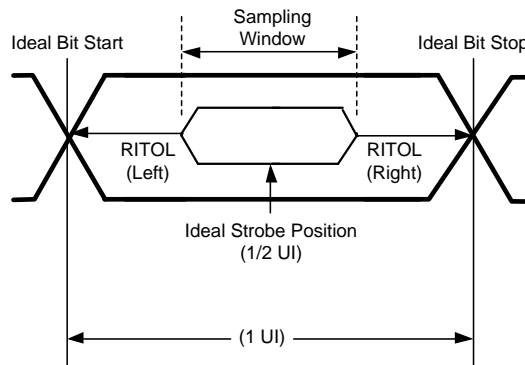 Sampling
Window
Ideal Bit Start
Ideal Bit Stop
RITOL
(Left)
RITOL
(Right)
Ideal Strobe Position
(1/2 UI)
(1 UI)